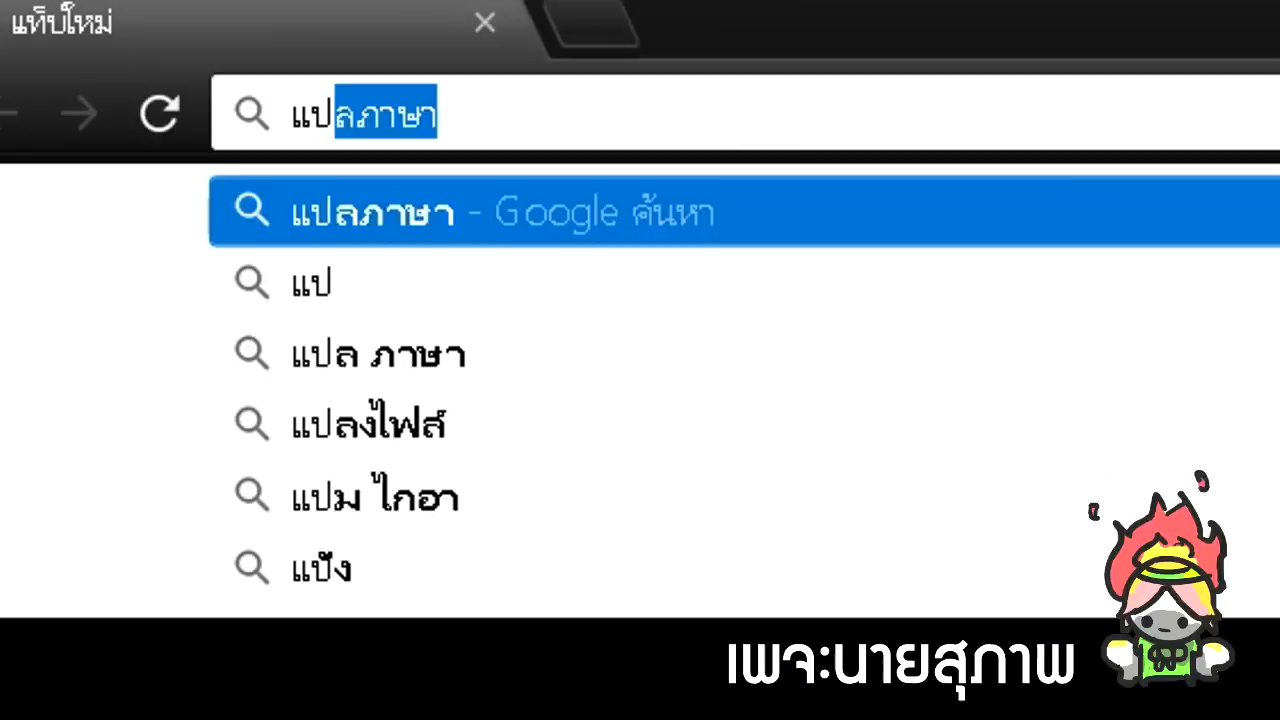 แท็บใหม่
แปลภาษา
แปลภาษา - Google ค้นหา
แป
แปล ภาษา
แปลงไฟล์
แปม ไกอา
แป้ง
เพจ:นายสุภาพ